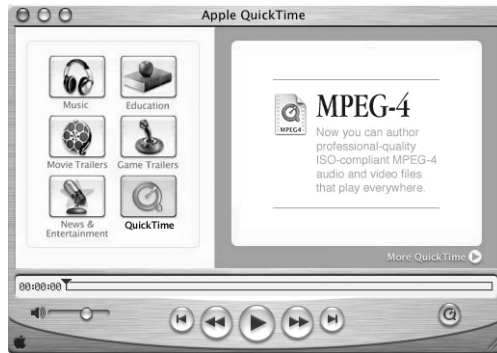 Apple QuickTime
Music
Education
Movie Trailers
Game Trailers
News &
Entertainment
QuickTime
MPEG4
MPEG-4
Now you can author
professional-quality
ISO-compliant MPEG-4
audio and video files
that play everywhere.
More QuickTime
00:00:00